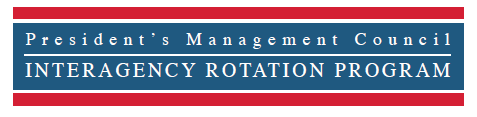 President's Management Council
INTERAGENCY ROTATION PROGRAM